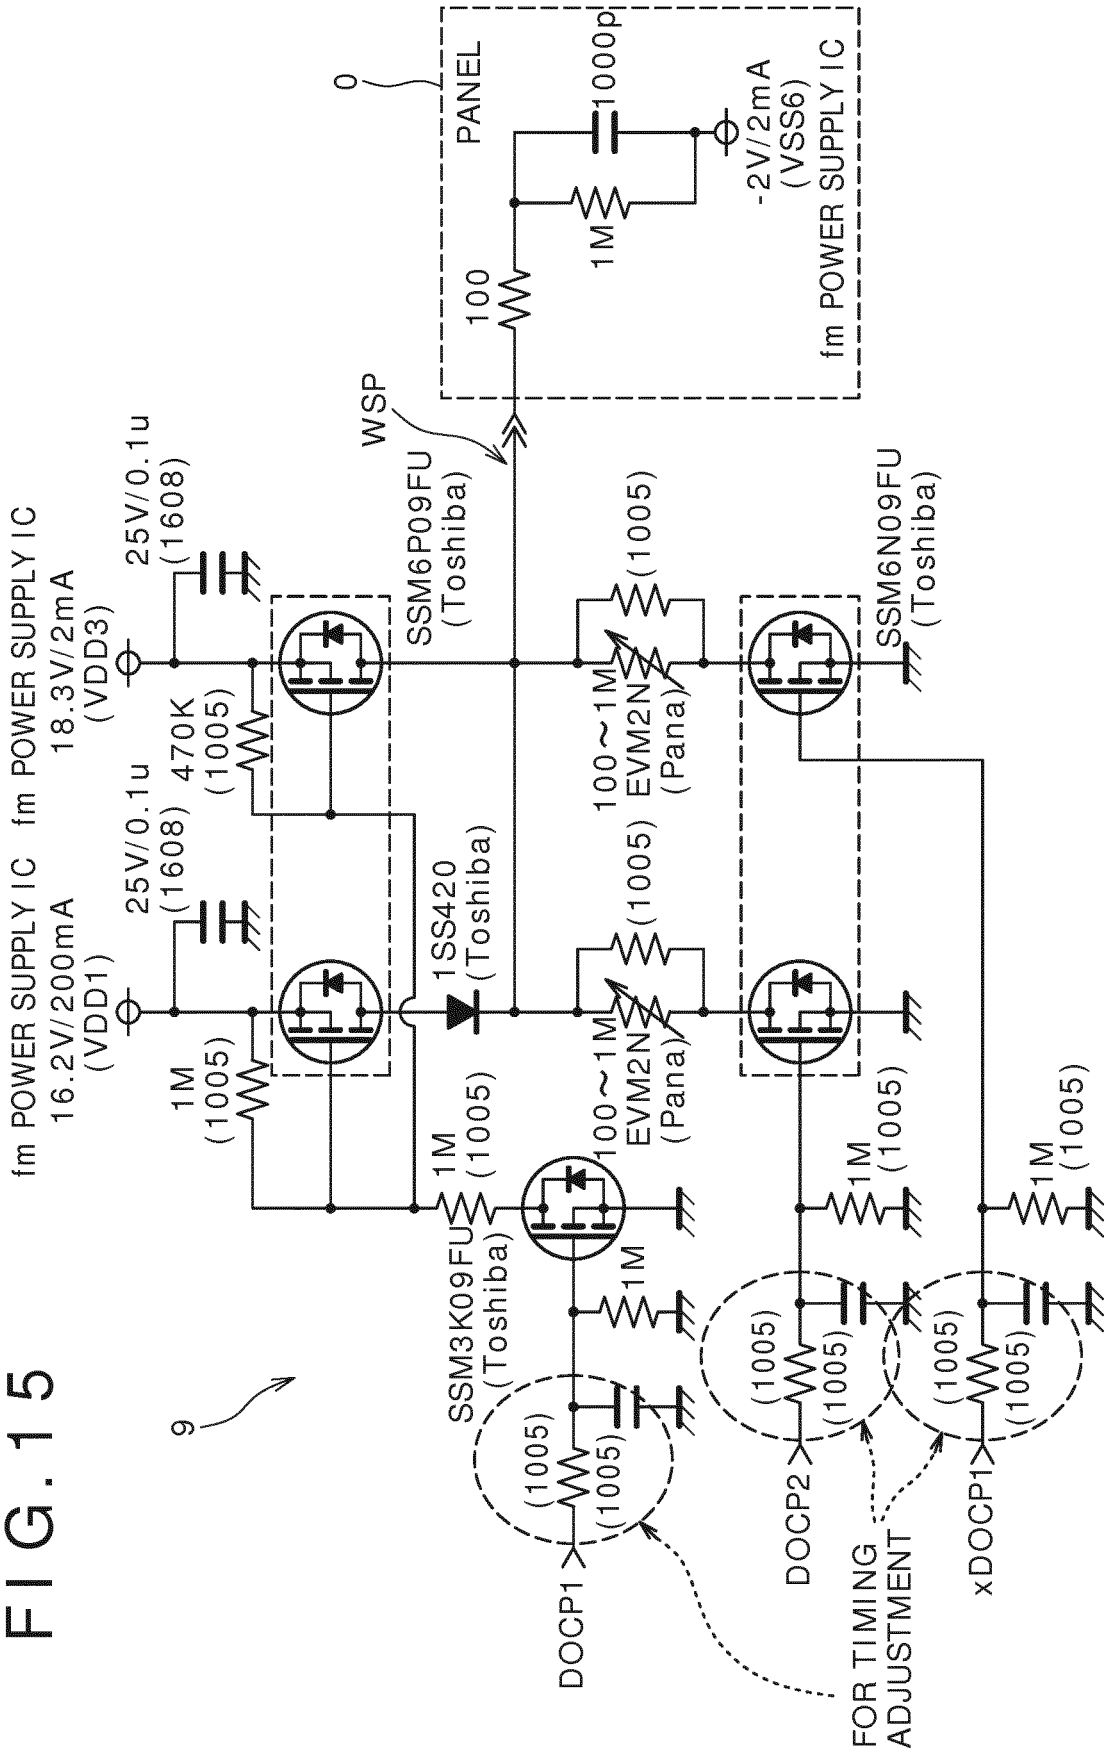 FIG.15
9
fm POWER SUPPLY IC
16.2V/200mA
(VDD1)
fm POWER SUPPLY IC
18.3V/2mA
(VDD3)
25V/0.1u
(1608)
25V/0.1u
(1608)
1M
(1005)
470K
(1005)
SSM6P09FU
(Toshiba)
1SS420
(Toshiba)
WSP
0
PANEL
100
1M
1000p
-2V/2mA
(VSS6)
fm POWER SUPPLY IC
1M
(1005)
SSM3K09FU
(Toshiba)
100~1M
EVM2N
(Pana)
(1005)
100~1M
EVM2N
(Pana)
(1005)
SSM6N09FU
(Toshiba)
DOCP1
(1005)
(1005)
1M
DOCP2
(1005)
(1005)
1M
(1005)
xDOCP1
(1005)
(1005)
1M
(1005)
FOR TIMING
ADJUSTMENT